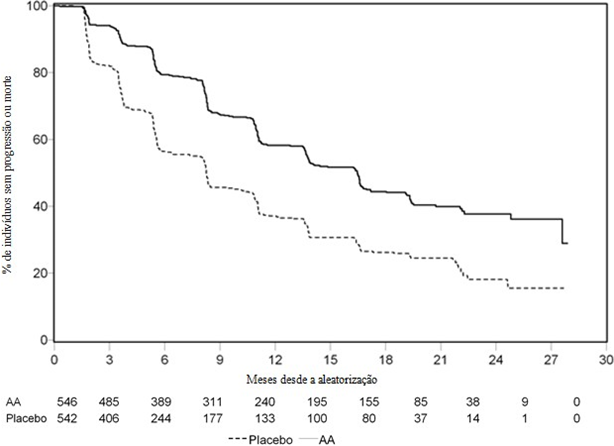 % de indivíduos sem progressão ou morte
100
80
60
40
20
0
0 3 6 9 12 15 18 21 24 27 30
Meses desde a aleatorização
AA 546 485 389 311 240 195 155 85 38 9 0
Placebo 542 406 244 177 133 100 80 37 14 1 0
Placebo AA